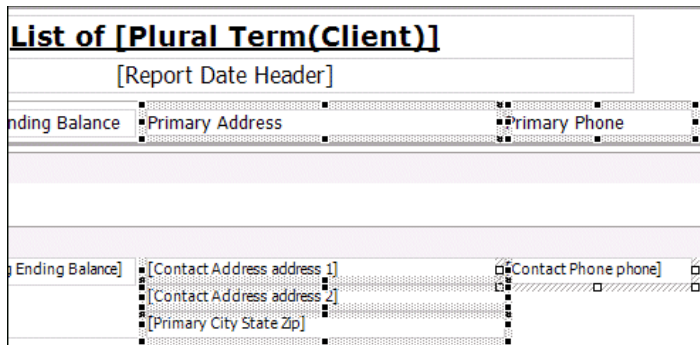 List of [Plural Term(Client)]
[Report Date Header]
nding Balance Primary Address Primary Phone
g Ending Balance] [Contact Address address 1] [Contact Phone phone]
[Contact Address address 2]
[Primary City State Zip]